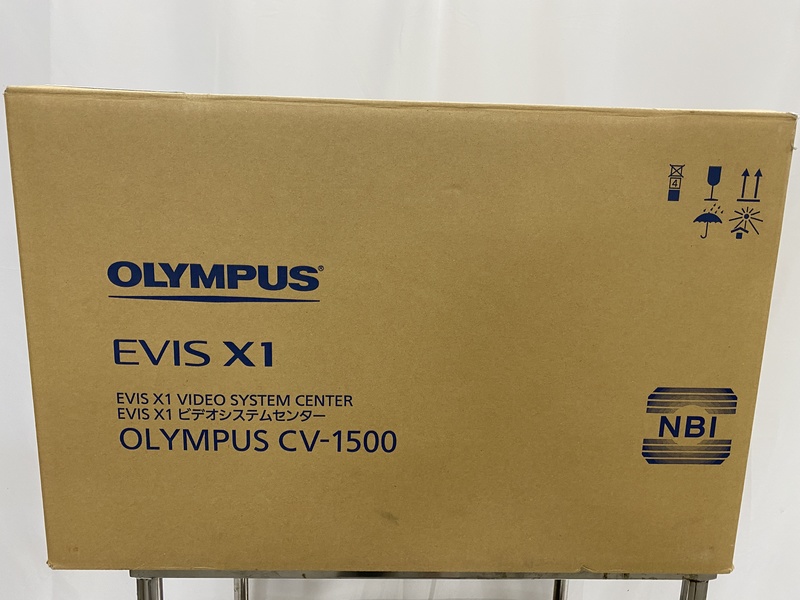 4
OLYMPUS®
EVIS X1
EVIS X1 VIDEO SYSTEM CENTER
EVIS X1 ビデオシステムセンター
OLYMPUS CV-1500
NBI